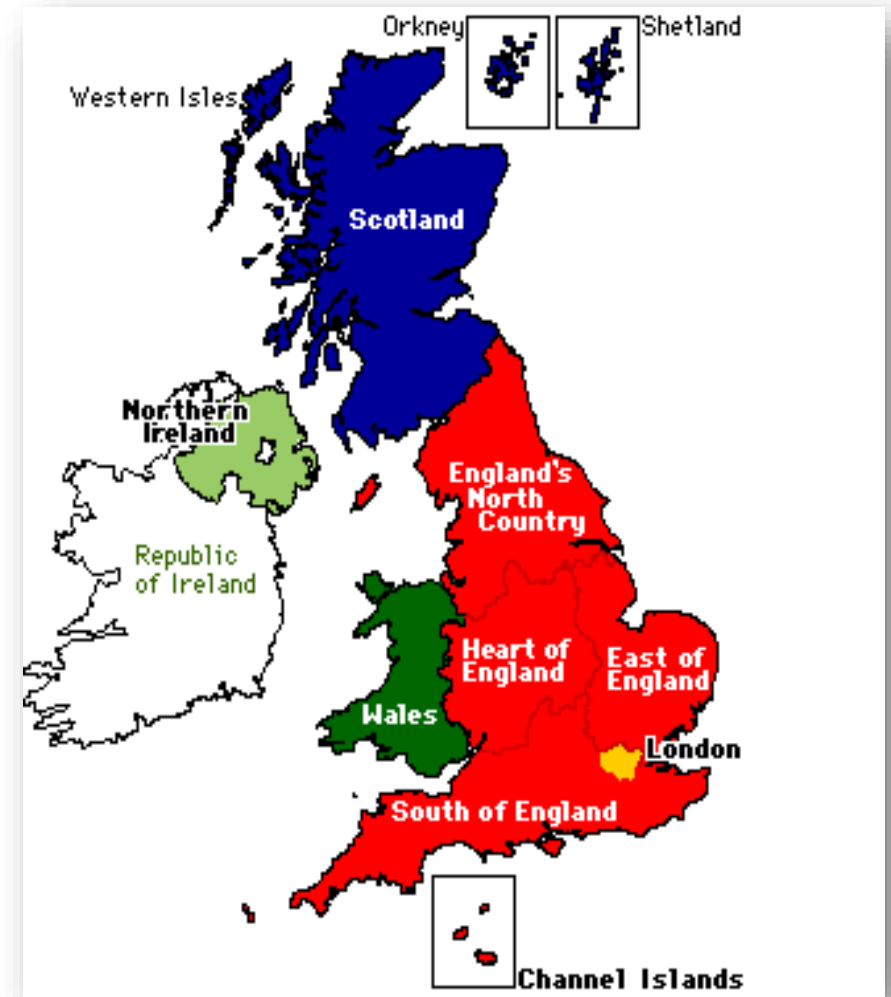 Orkney
Shetland
Western Isles
Scotland
Northern
Ireland
England's
North
Country
Republic
of Ireland
Heart of
England
East of
England
Wales
London
South of England
Channel Islands